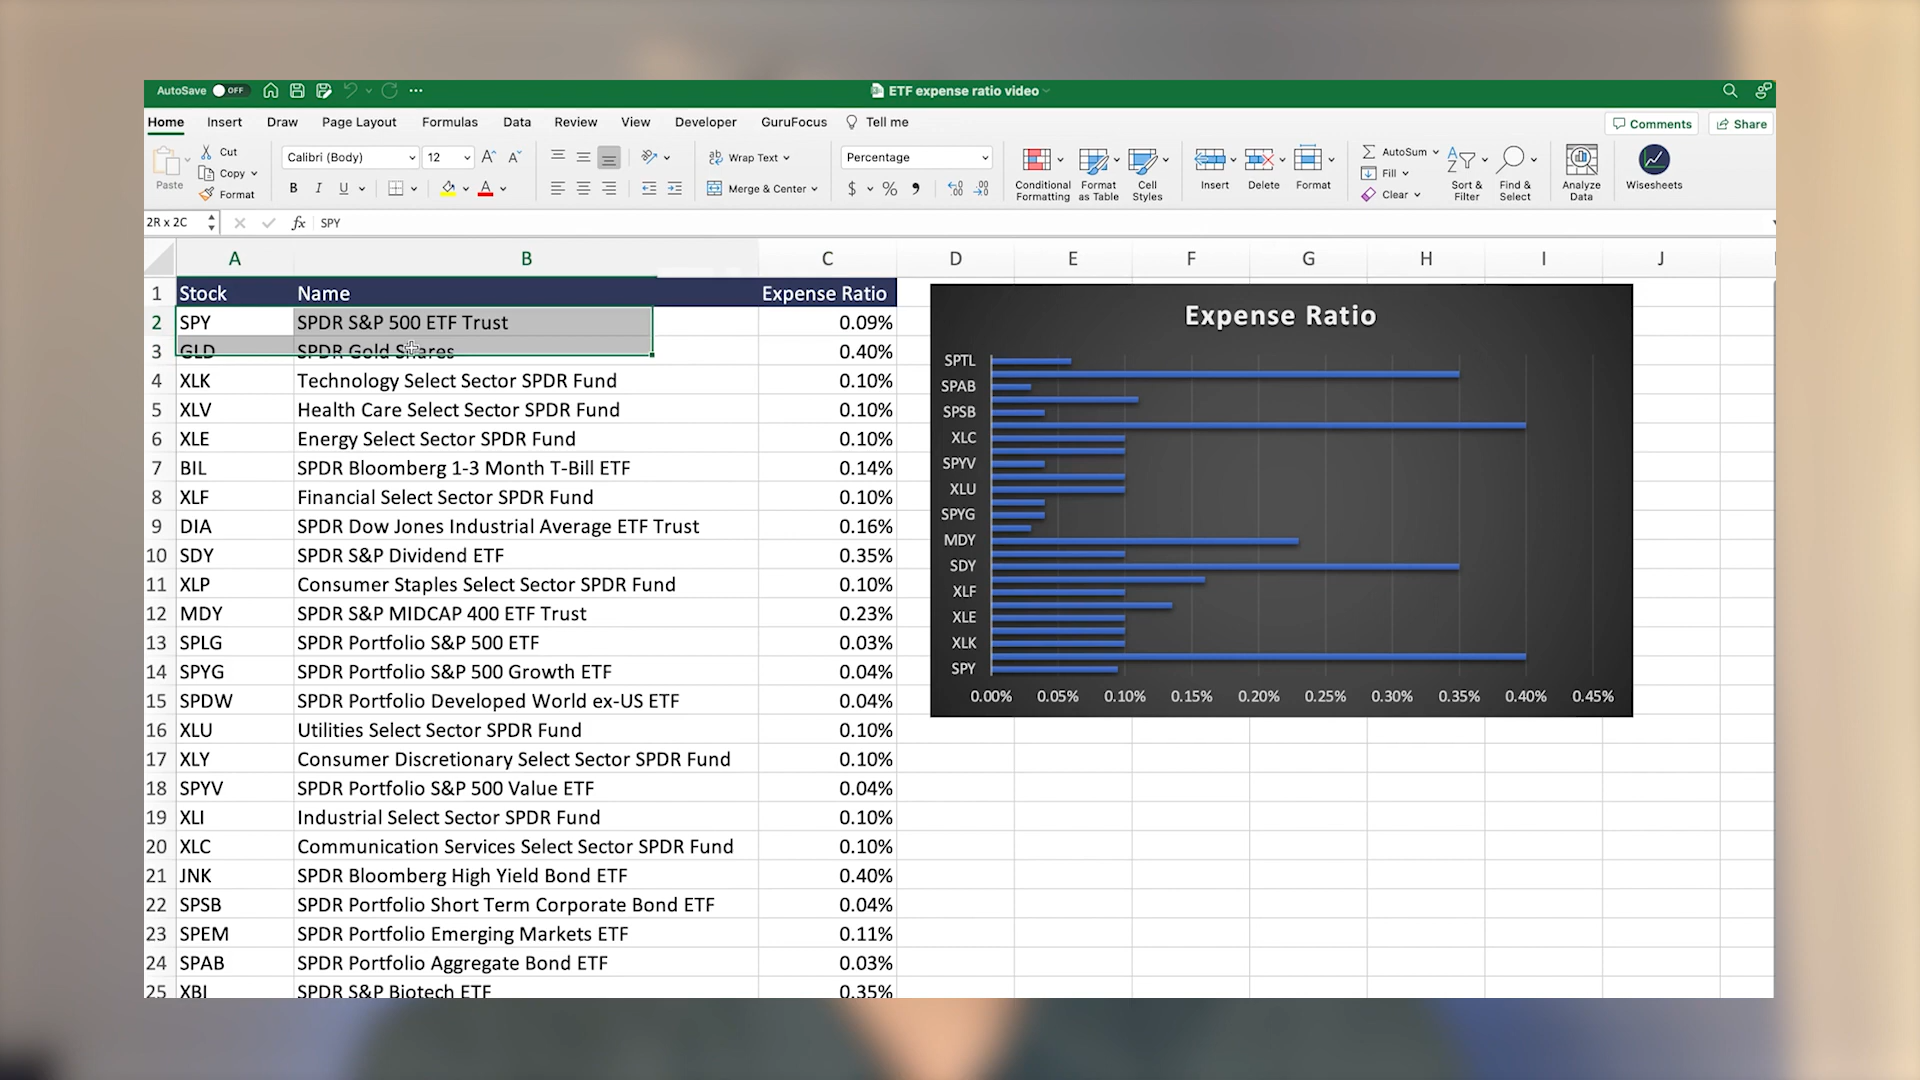 AutoSave OFF ETF expense ratio video
Home Insert Draw Page Layout Formulas Data Review View Developer GuruFocus Tell me Comments Share
Paste Cut Copy Format
Calibri (Body) 12
B I U A
Wrap Text
Merge & Center
Percentage
$ %
Conditional Formatting
Format as Table
Cell Styles
Insert Delete Format
AutoSum Fill Clear
Sort & Filter
Find & Select
Analyze Data
Wisesheets
2R x 2C fx SPY
A B C D E F G H I J
1 Stock Name Expense Ratio
2 SPY SPDR S&P 500 ETF Trust 0.09%
3 GLD SPDR Gold Shares 0.40%
4 XLK Technology Select Sector SPDR Fund 0.10%
5 XLV Health Care Select Sector SPDR Fund 0.10%
6 XLE Energy Select Sector SPDR Fund 0.10%
7 BIL SPDR Bloomberg 1-3 Month T-Bill ETF 0.14%
8 XLF Financial Select Sector SPDR Fund 0.10%
9 DIA SPDR Dow Jones Industrial Average ETF Trust 0.16%
10 SDY SPDR S&P Dividend ETF 0.35%
11 XLP Consumer Staples Select Sector SPDR Fund 0.10%
12 MDY SPDR S&P MIDCAP 400 ETF Trust 0.23%
13 SPLG SPDR Portfolio S&P 500 ETF 0.03%
14 SPYG SPDR Portfolio S&P 500 Growth ETF 0.04%
15 SPDW SPDR Portfolio Developed World ex-US ETF 0.04%
16 XLU Utilities Select Sector SPDR Fund 0.10%
17 XLY Consumer Discretionary Select Sector SPDR Fund 0.10%
18 SPYV SPDR Portfolio S&P 500 Value ETF 0.04%
19 XLI Industrial Select Sector SPDR Fund 0.10%
20 XLC Communication Services Select Sector SPDR Fund 0.10%
21 JNK SPDR Bloomberg High Yield Bond ETF 0.40%
22 SPSB SPDR Portfolio Short Term Corporate Bond ETF 0.04%
23 SPEM SPDR Portfolio Emerging Markets ETF 0.11%
24 SPAB SPDR Portfolio Aggregate Bond ETF 0.03%
25 XBI SPDR S&P Biotech ETF 0.35%
Expense Ratio
SPTL
SPAB
SPSB
XLC
SPYV
XLU
SPYG
MDY
SDY
XLF
XLE
XLK
SPY
0.00% 0.05% 0.10% 0.15% 0.20% 0.25% 0.30% 0.35% 0.40% 0.45%